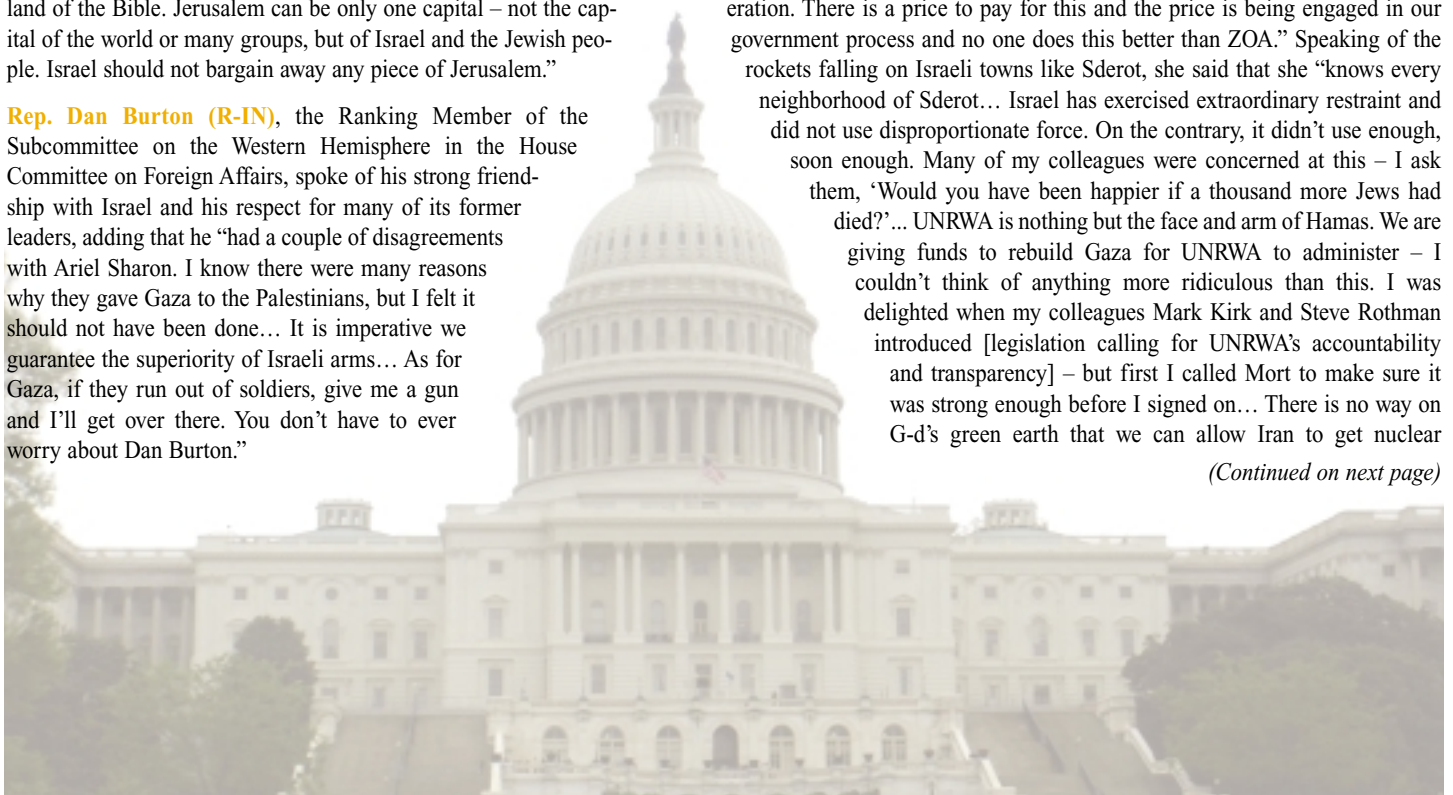 land of the Bible. Jerusalem can be only one capital – not the cap-
ital of the world or many groups, but of Israel and the Jewish peo-
ple. Israel should not bargain away any piece of Jerusalem.”
Rep. Dan Burton (R-IN), the Ranking Member of the
Subcommittee on the Western Hemisphere in the House
Committee on Foreign Affairs, spoke of his strong friend-
ship with Israel and his respect for many of its former
leaders, adding that he “had a couple of disagreements
with Ariel Sharon. I know there were many reasons
why they gave Gaza to the Palestinians, but I felt it
should not have been done… It is imperative we
guarantee the superiority of Israeli arms… As for
Gaza, if they run out of soldiers, give me a gun
and I’ll get over there. You don’t have to ever
worry about Dan Burton.”
eration. There is a price to pay for this and the price is being engaged in our
government process and no one does this better than ZOA.” Speaking of the
rockets falling on Israeli towns like Sderot, she said that she “knows every
neighborhood of Sderot… Israel has exercised extraordinary restraint and
did not use disproportionate force. On the contrary, it didn’t use enough,
soon enough. Many of my colleagues were concerned at this – I ask
them, ‘Would you have been happier if a thousand more Jews had
died?’... UNRWA is nothing but the face and arm of Hamas. We are
giving funds to rebuild Gaza for UNRWA to administer – I
couldn’t think of anything more ridiculous than this. I was
delighted when my colleagues Mark Kirk and Steve Rothman
introduced [legislation calling for UNRWA’s accountability
and transparency] – but first I called Mort to make sure it
was strong enough before I signed on… There is no way on
G-d’s green earth that we can allow Iran to get nuclear
(Continued on next page)